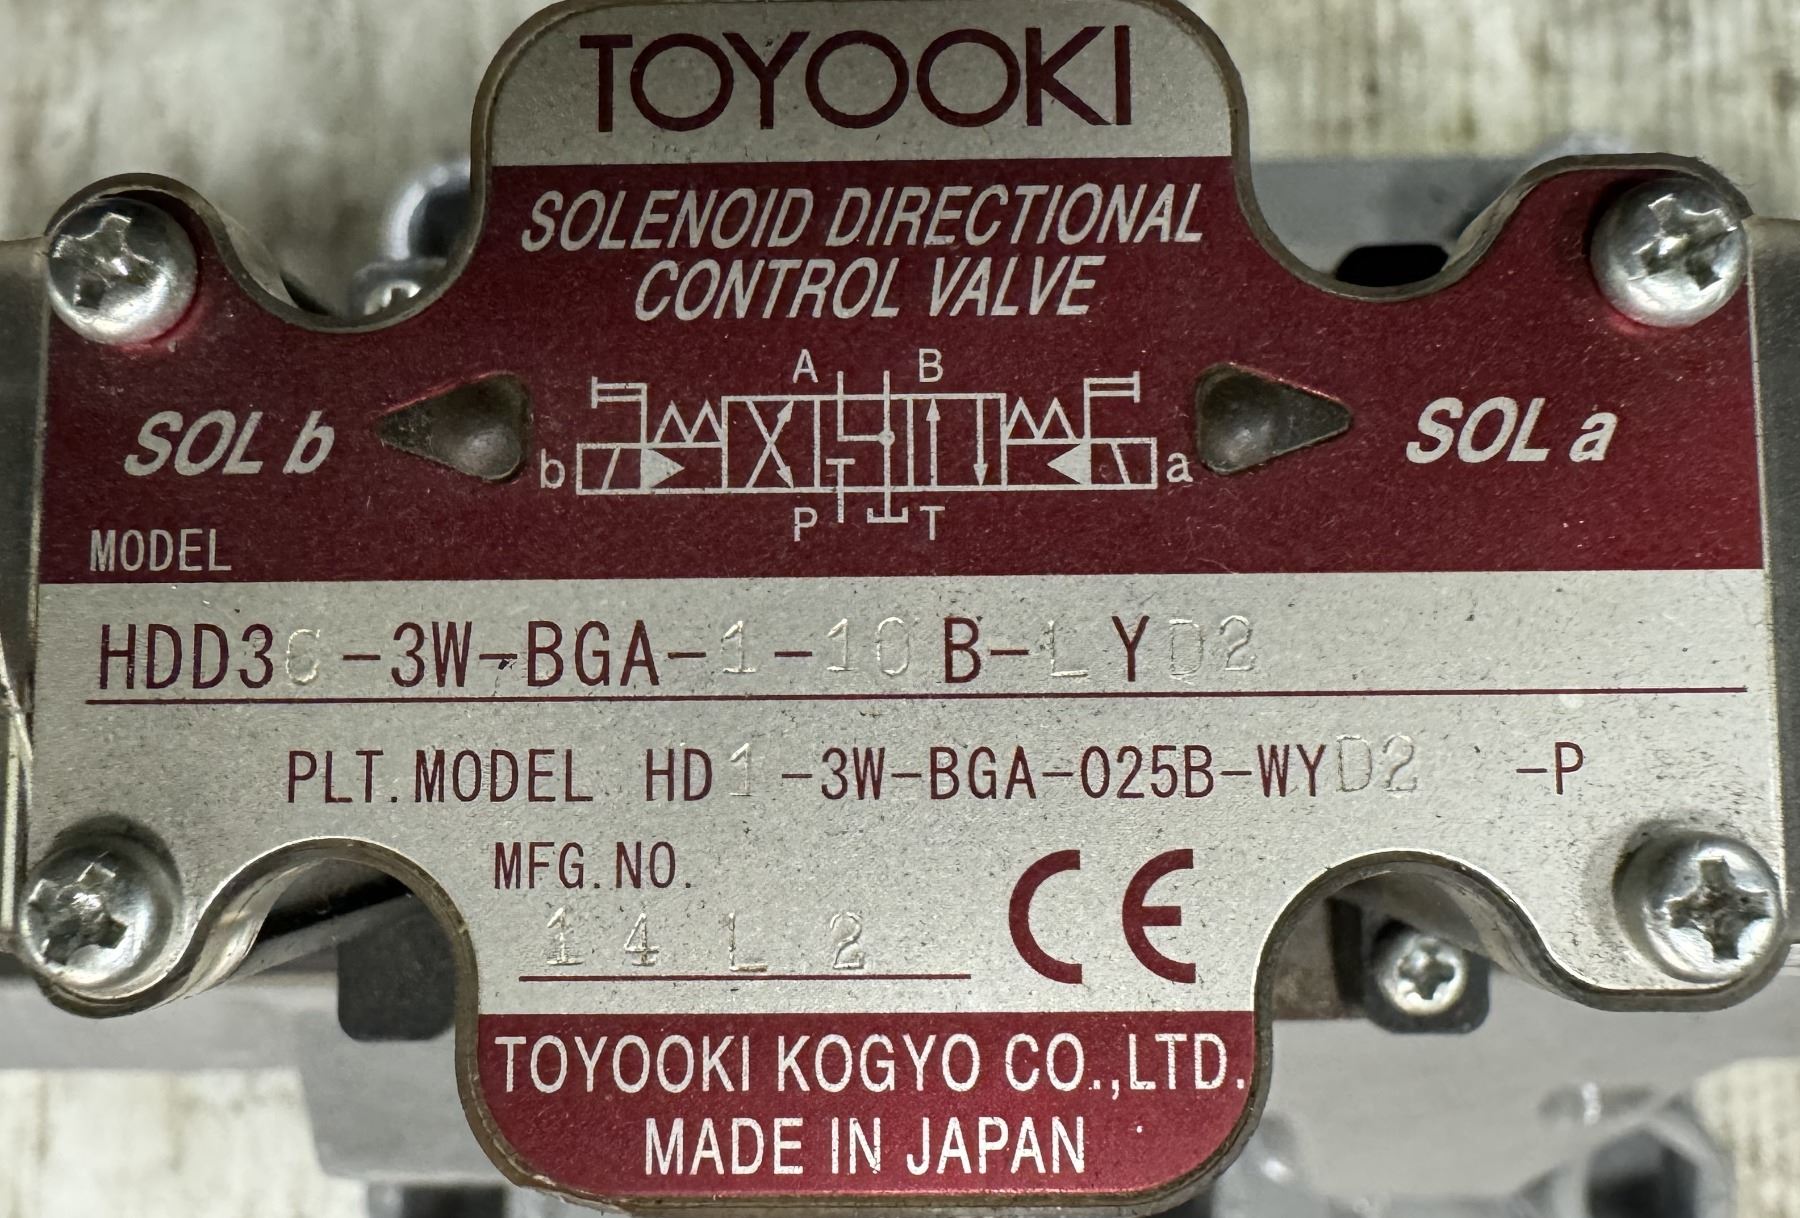 TOYOOKI
SOLENOID DIRECTIONAL
CONTROL VALVE
A B
SOL b
b
a
SOL a
T
P T
MODEL
HDD3G-3W-BGA-1-10B-LYD2
PLT. MODEL HD1-3W-BGA-025B-WYD2 -P
MFG. NO.
14L2
CE
TOYOOKI KOGYO CO.,LTD.
MADE IN JAPAN